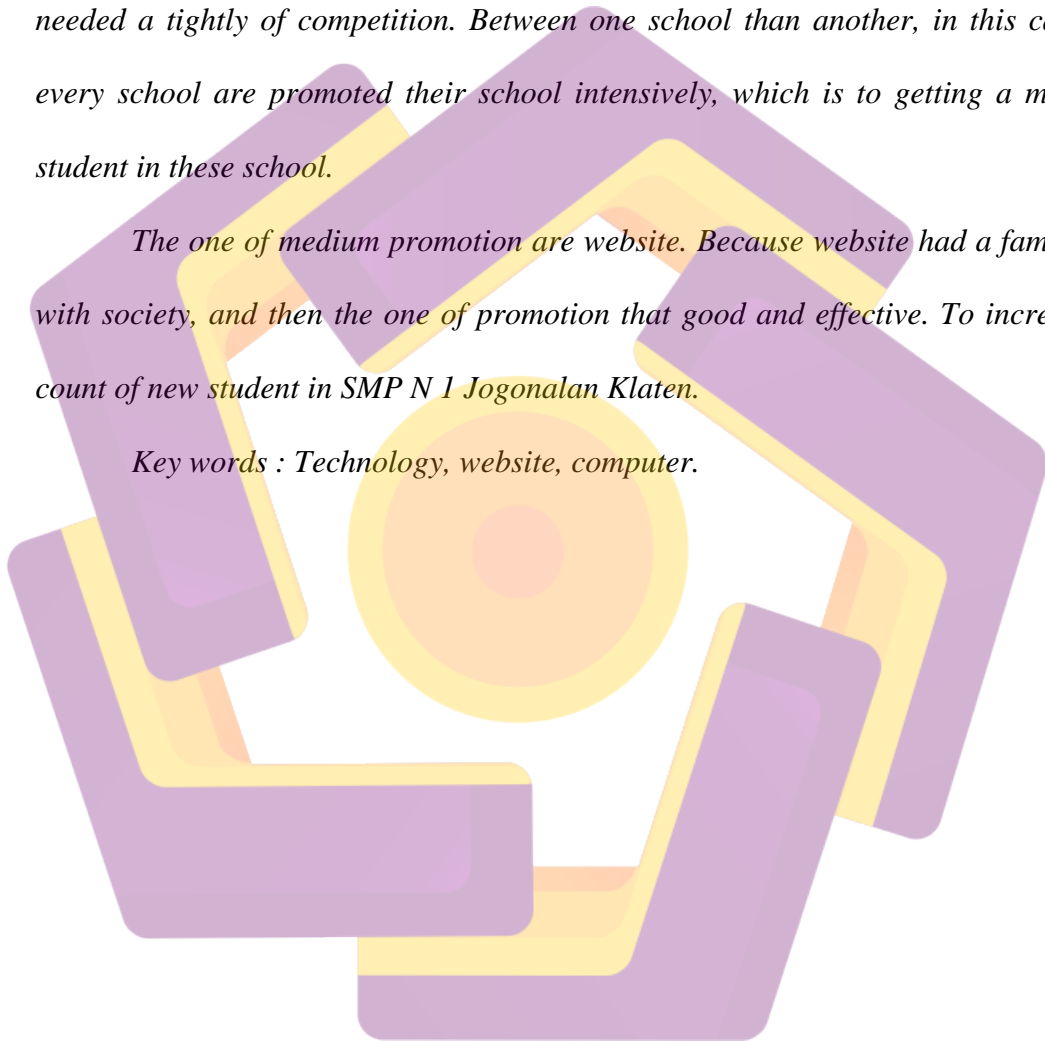 needed a tightly of competition. Between one school than another, in this
every school are promoted their school intensively, which is to getting a
student in these school.
The one of medium promotion are website. Because website had a
with society, and then the one of promotion that good and effective. To
count of new student in SMP N 1 Jogonalan Klaten.
Key words : Technology, website, computer.